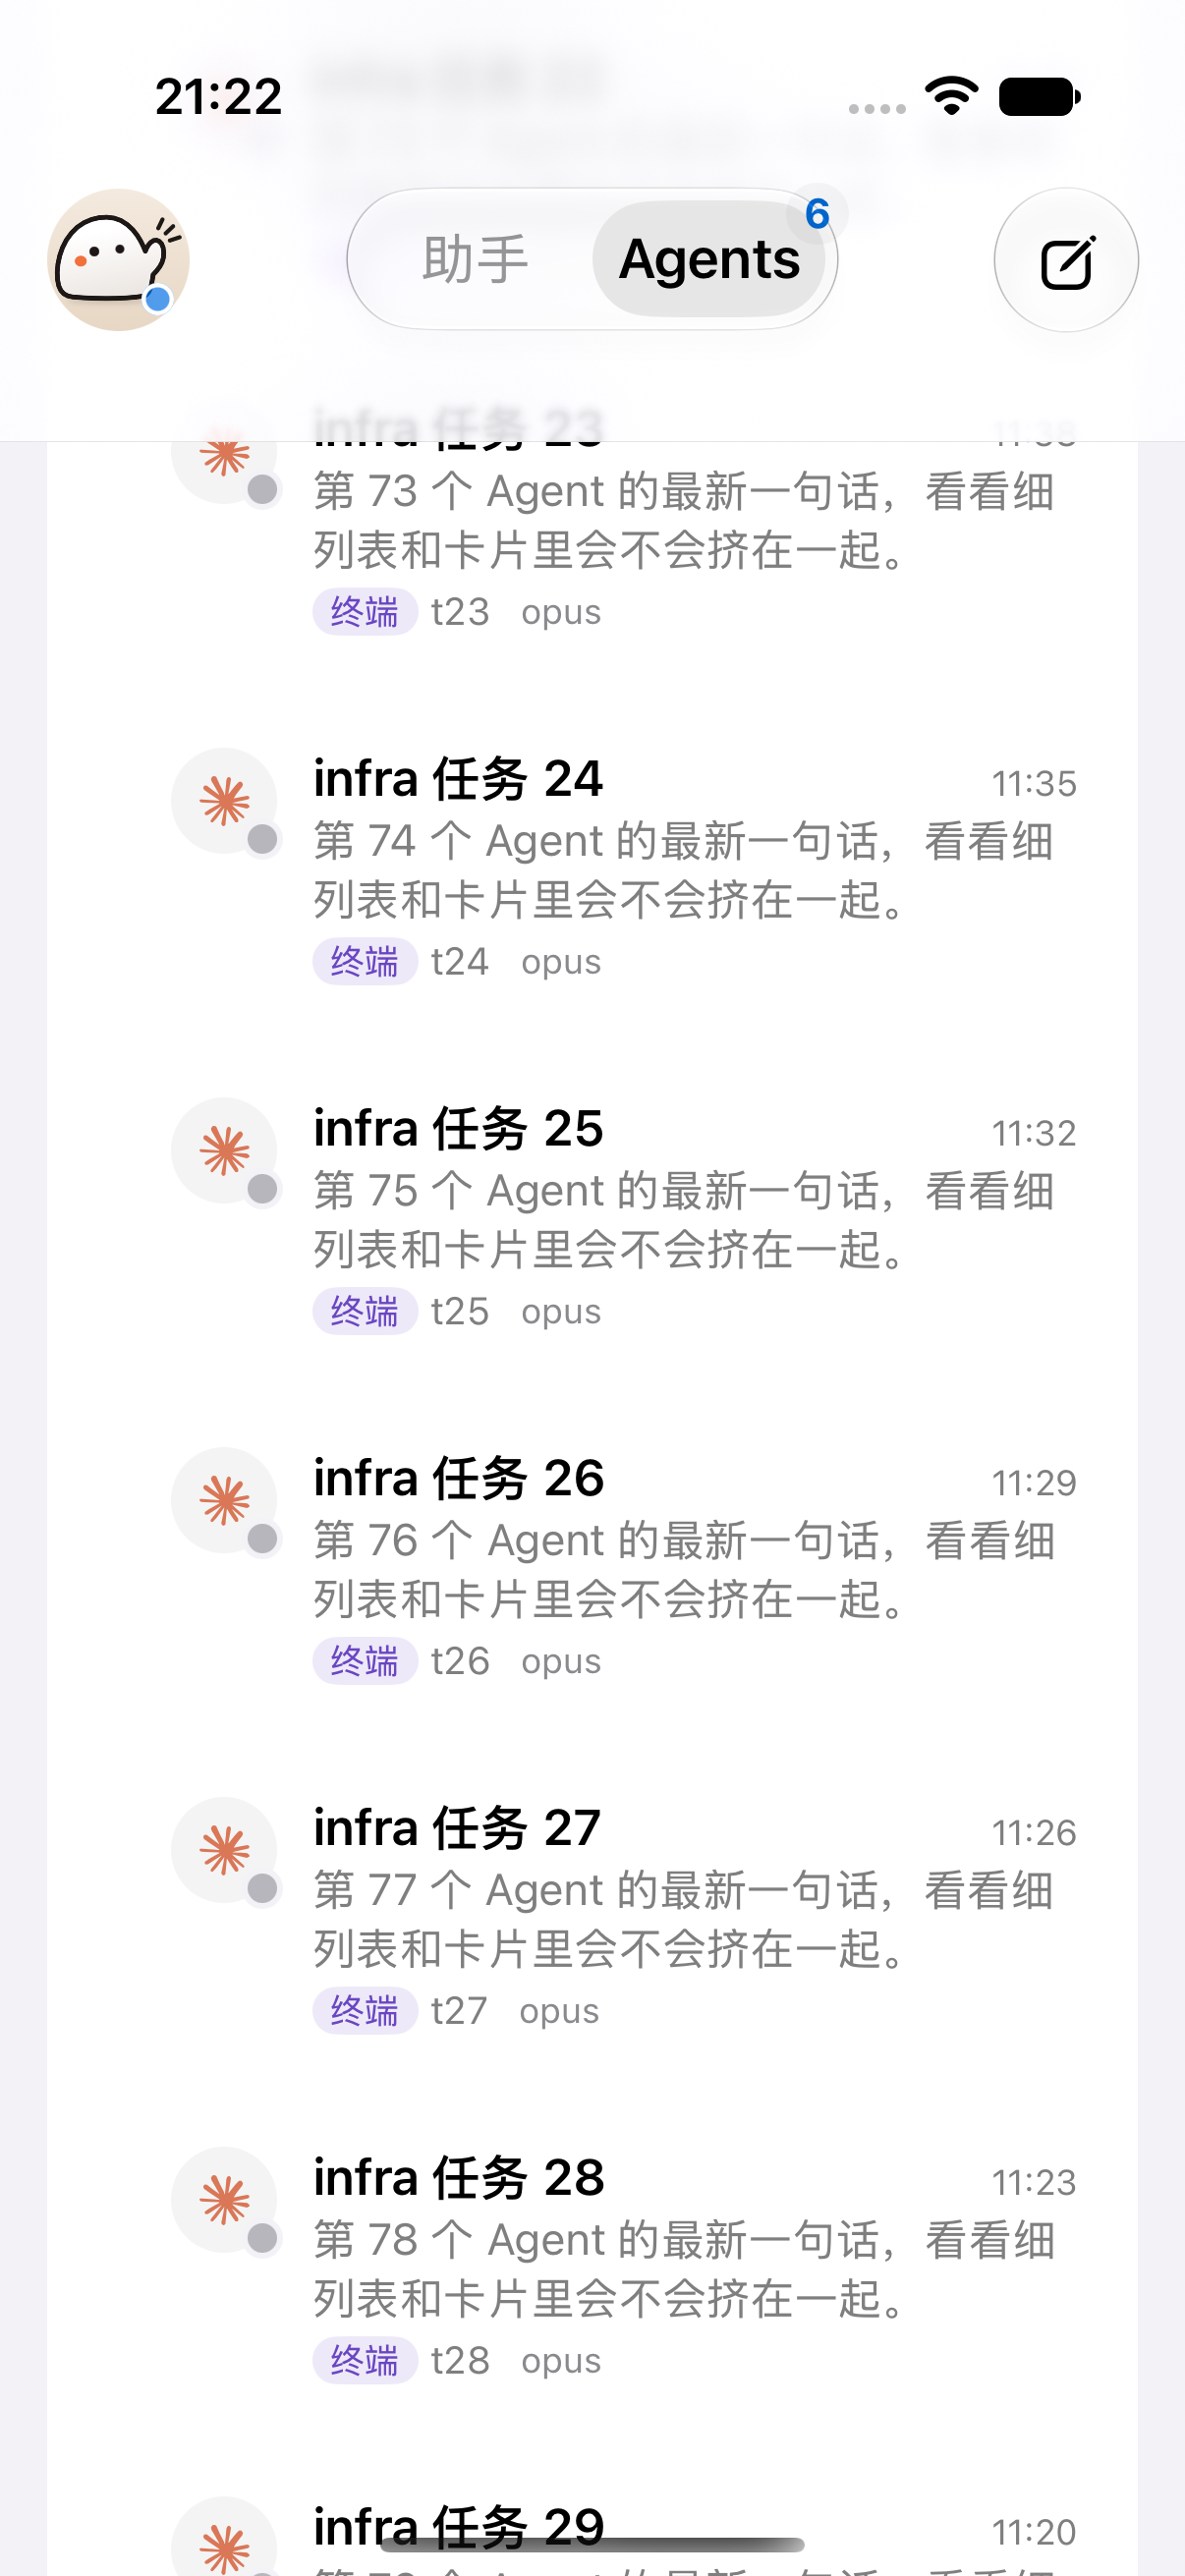 21:22
助手
Agents
6
infra 任务 23
11:38
第 73 个 Agent 的最新一句话，看看细
列表和卡片里会不会挤在一起。
终端 t23 opus
infra 任务 24
11:35
第 74 个 Agent 的最新一句话，看看细
列表和卡片里会不会挤在一起。
终端 t24 opus
infra 任务 25
11:32
第 75 个 Agent 的最新一句话，看看细
列表和卡片里会不会挤在一起。
终端 t25 opus
infra 任务 26
11:29
第 76 个 Agent 的最新一句话，看看细
列表和卡片里会不会挤在一起。
终端 t26 opus
infra 任务 27
11:26
第 77 个 Agent 的最新一句话，看看细
列表和卡片里会不会挤在一起。
终端 t27 opus
infra 任务 28
11:23
第 78 个 Agent 的最新一句话，看看细
列表和卡片里会不会挤在一起。
终端 t28 opus
infra 任务 29
11:20